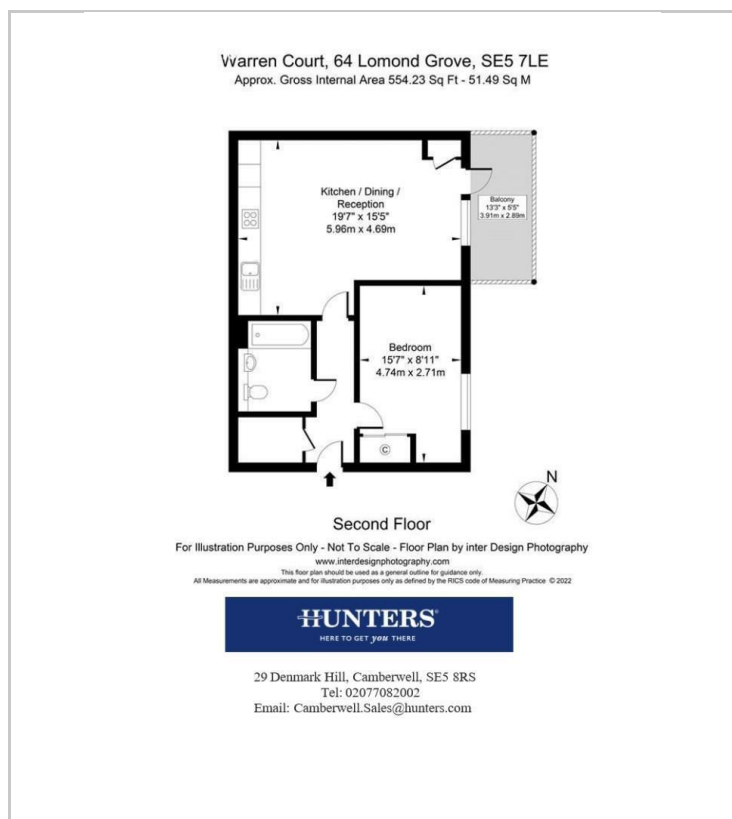 Warren Court, 64 Lomond Grove, SE5 7LE
Approx. Gross Internal Area 554.23 Sq Ft - 51.49 Sq M
Kitchen / Dining /
Reception
19'7" x 15'5"
5.96m x 4.69m
Balcony
13'3" x 5'5"
3.91m x 2.89m
Bedroom
15'7" x 8'11"
4.74m x 2.71m
C
N
Second Floor
For Illustration Purposes Only - Not To Scale - Floor Plan by inter Design Photography
www.interdesignphotography.com
This floor plan should be used as a general outline for guidance only.
All Measurements are approximate and for illustration purposes only as defined by the RICS code of Measuring Practice © 2022
HUNTERS®
HERE TO GET you THERE
29 Denmark Hill, Camberwell, SE5 8RS
Tel: 02077082002
Email: Camberwell.Sales@hunters.com